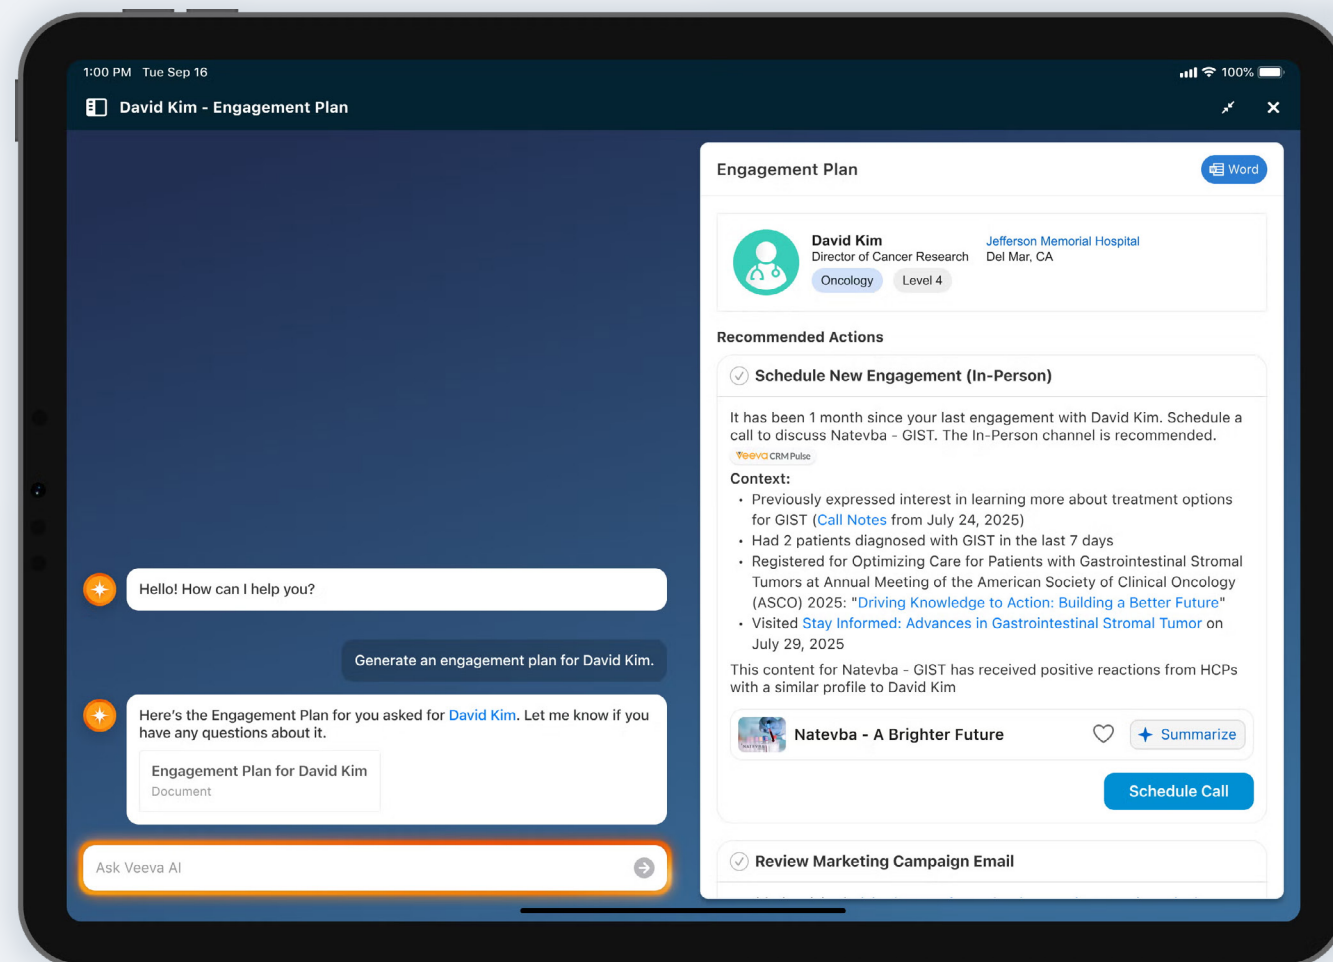 1:00 PM Tue Sep 16
100%
David Kim - Engagement Plan
Hello! How can I help you?
Generate an engagement plan for David Kim.
Here's the Engagement Plan for you asked for David Kim. Let me know if you
have any questions about it.
Engagement Plan for David Kim
Document
Ask Veeva AI
Engagement Plan
Word
David Kim
Director of Cancer Research
Oncology
Level 4
Jefferson Memorial Hospital
Del Mar, CA
Recommended Actions
Schedule New Engagement (In-Person)
It has been 1 month since your last engagement with David Kim. Schedule a
call to discuss Natevba - GIST. The In-Person channel is recommended.
Veeva CRM Pulse
Context:
• Previously expressed interest in learning more about treatment options
for GIST (Call Notes from July 24, 2025)
• Had 2 patients diagnosed with GIST in the last 7 days
• Registered for Optimizing Care for Patients with Gastrointestinal Stromal
Tumors at Annual Meeting of the American Society of Clinical Oncology
(ASCO) 2025: "Driving Knowledge to Action: Building a Better Future"
• Visited Stay Informed: Advances in Gastrointestinal Stromal Tumor on
July 29, 2025
This content for Natevba - GIST has received positive reactions from HCPs
with a similar profile to David Kim
Natevba - A Brighter Future
Summarize
Schedule Call
Review Marketing Campaign Email